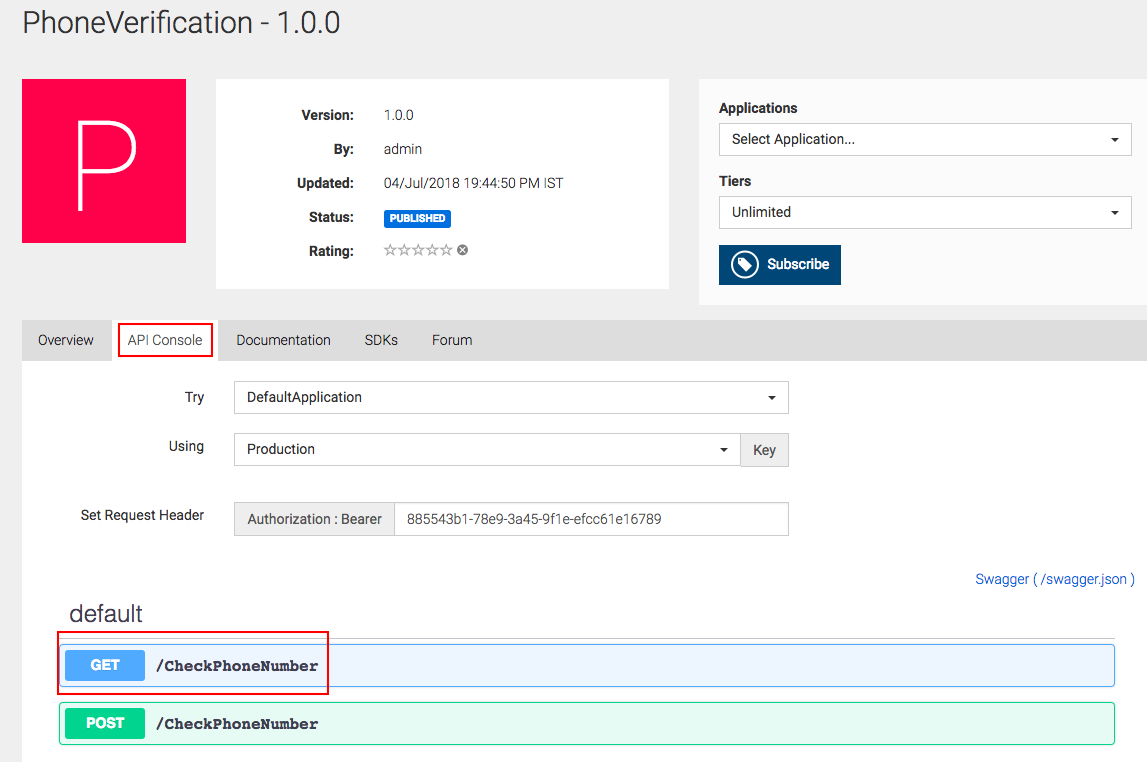 PhoneVerification - 1.0.0
P
Version: 1.0.0
By: admin
Updated: 04/Jul/2018 19:44:50 PM IST
Status: PUBLISHED
Rating:
Applications
Select Application...
Tiers
Unlimited
Subscribe
Overview API Console Documentation SDKs Forum
Try DefaultApplication
Using Production Key
Set Request Header Authorization : Bearer 885543b1-78e9-3a45-9f1e-efcc61e16789
Swagger ( /swagger.json )
default
GET /CheckPhoneNumber
POST /CheckPhoneNumber